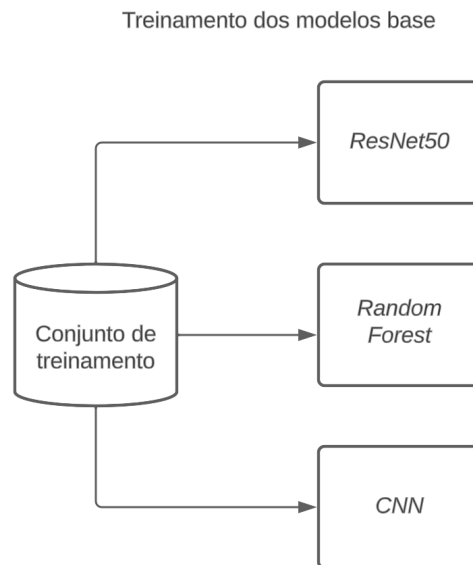 Treinamento dos modelos base
ResNet50
Conjunto de
treinamento
Random
Forest
CNN